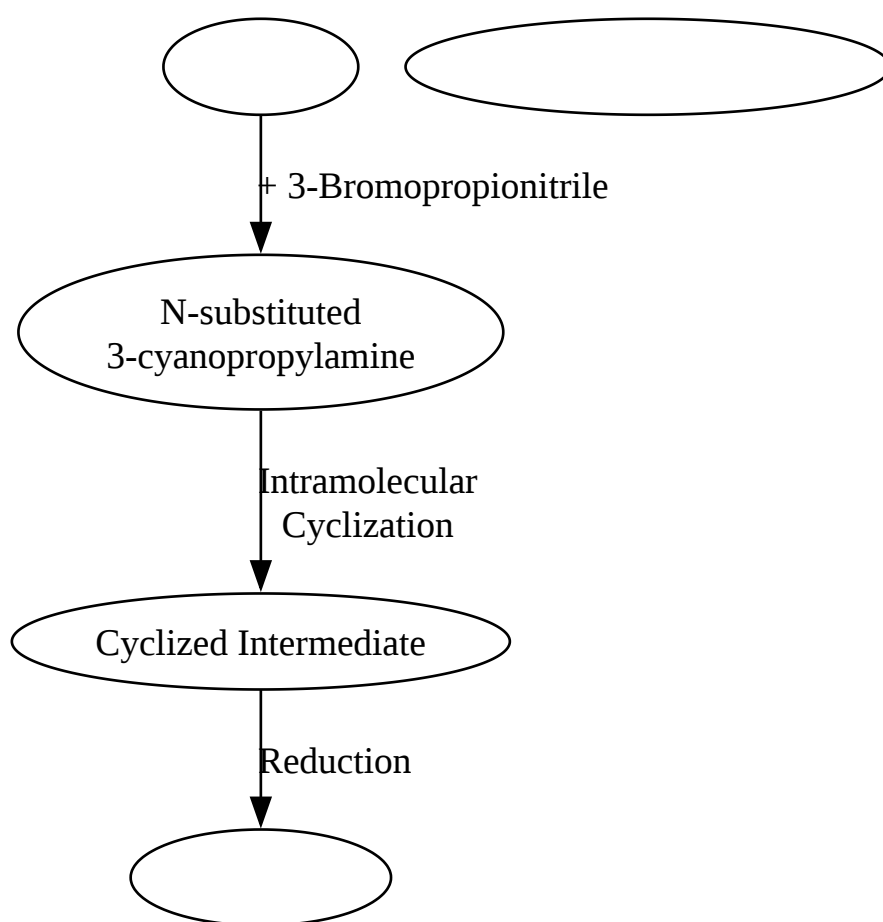 + 3-Bromopropionitrile
N-substituted
3-cyanopropylamine
Intramolecular
Cyclization
Cyclized Intermediate
Reduction